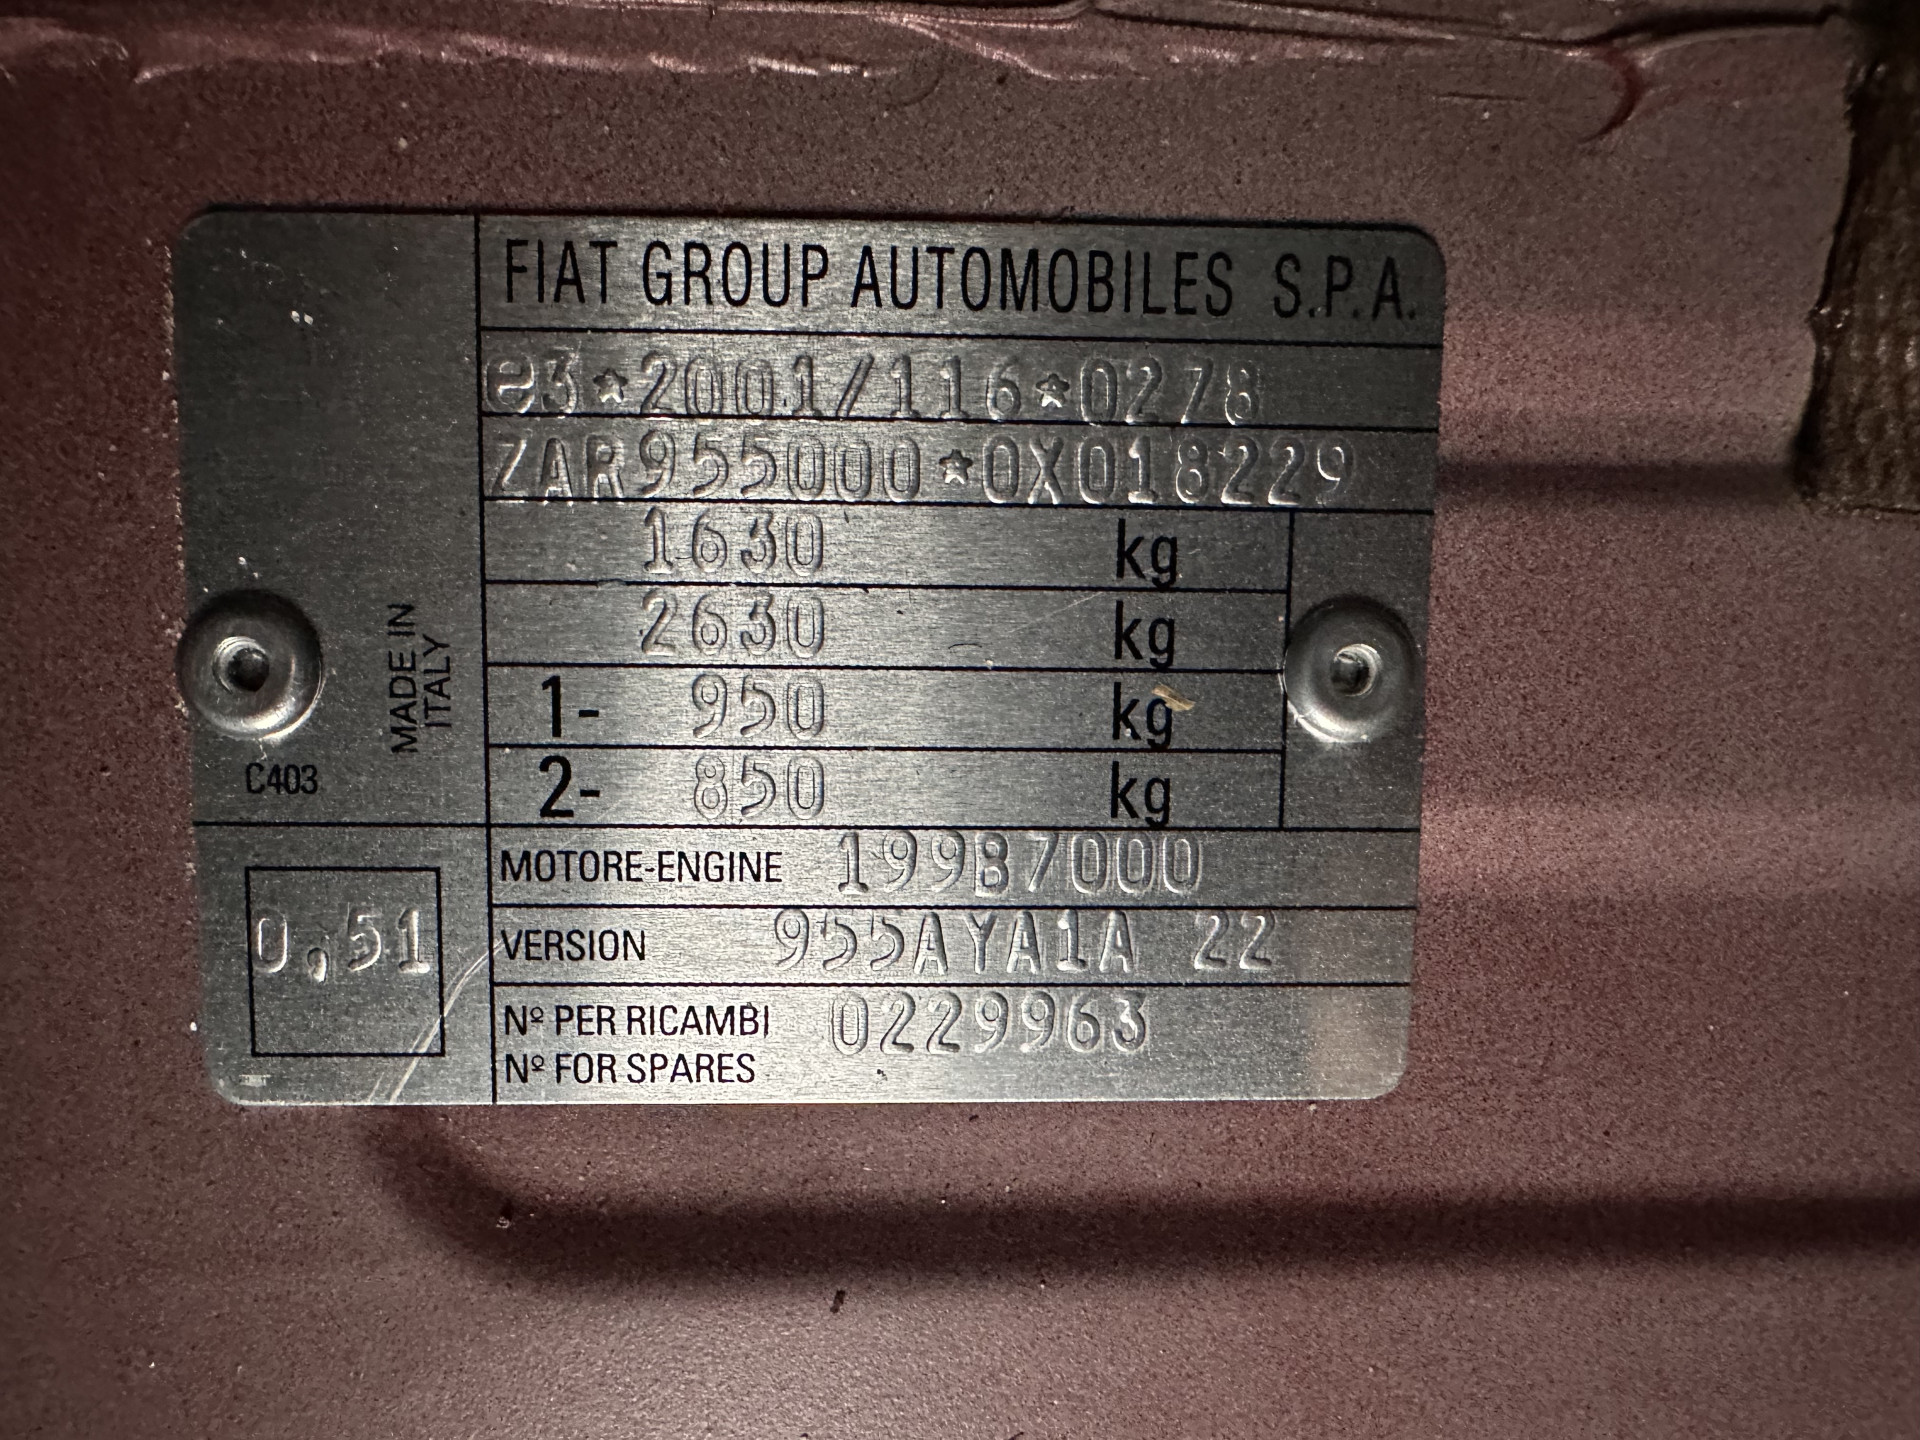 FIAT GROUP AUTOMOBILES S.P.A.
e3*2001/116*0278
ZAR955000*0X018229
1630 kg
2630 kg
1- 950 kg
2- 850 kg
MADE IN
ITALY
C403
MOTORE-ENGINE 199B7000
0,51
VERSION 955AYA1A 22
Nº PER RICAMBI 0229963
Nº FOR SPARES